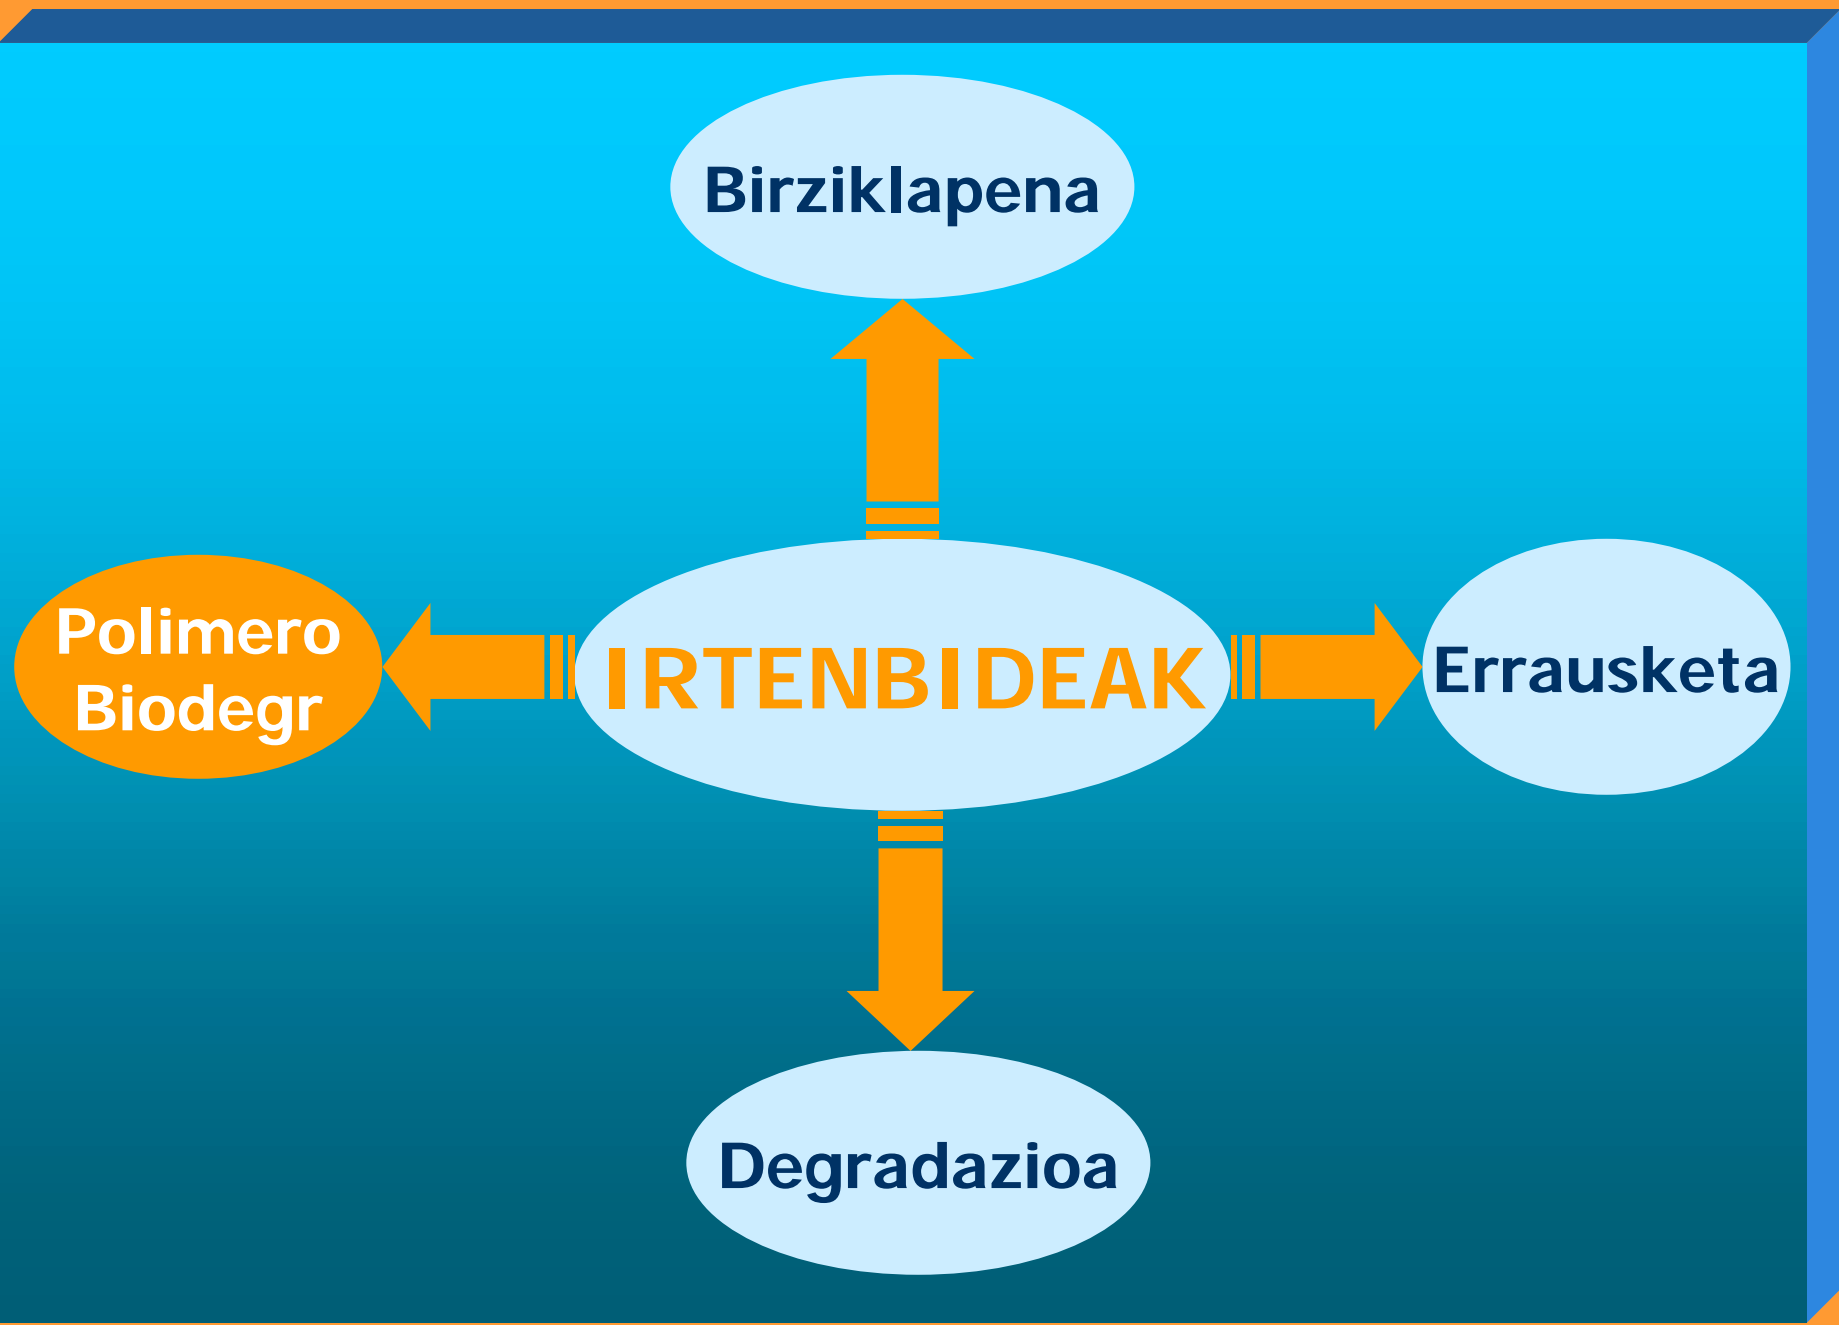 Birziklapena
Polimero
Biodegr
IRTENBIDEAK
Errausketa
Degradazioa